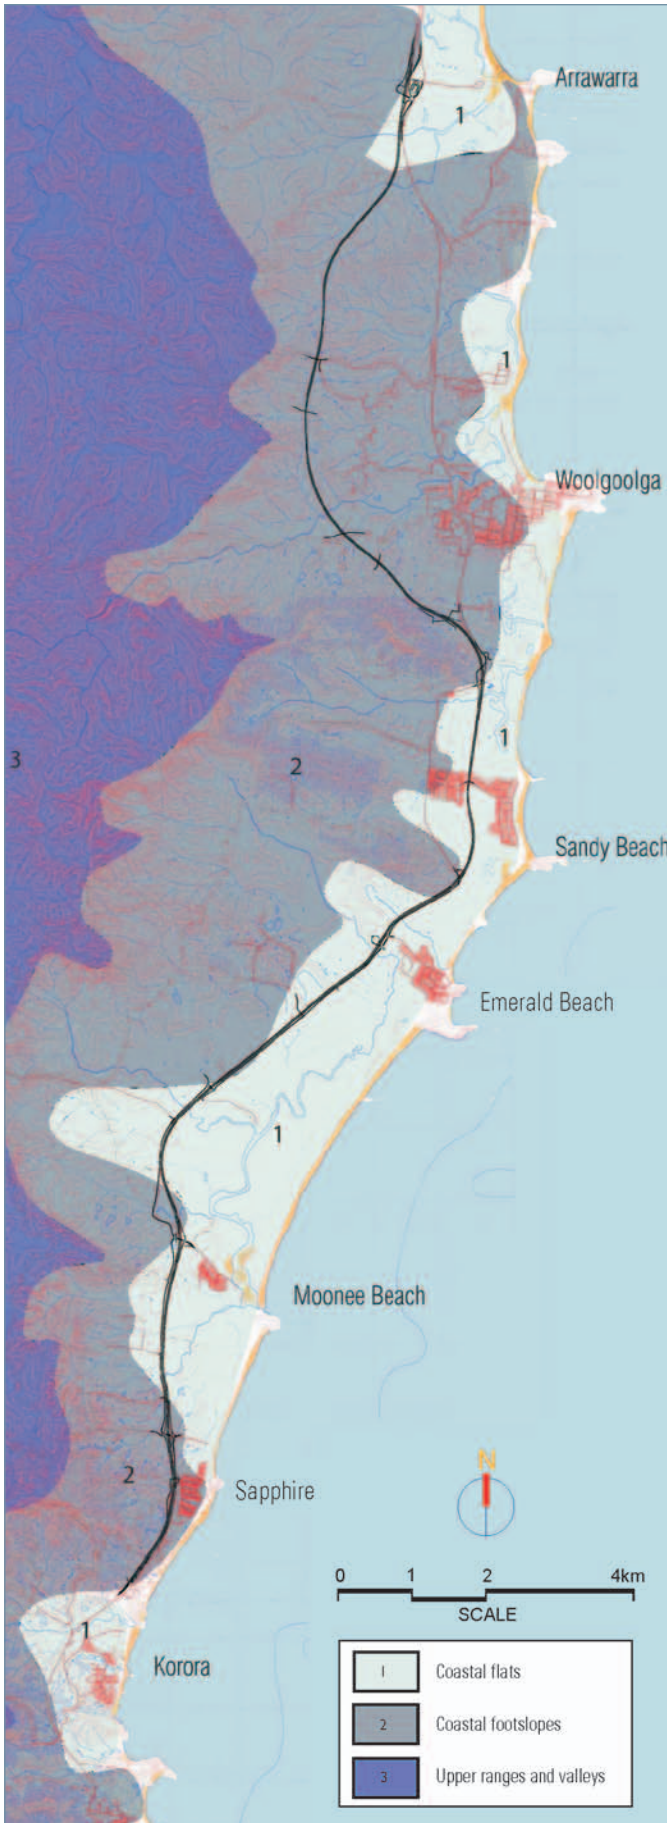 Arrawarra
1
1
Woolgoolga
1
3
2
Sandy Beach
Emerald Beach
1
Moonee Beach
N
2
Sapphire
0 1 2 4km
SCALE
1
Korora
1 Coastal flats
2 Coastal footslopes
3 Upper ranges and valleys